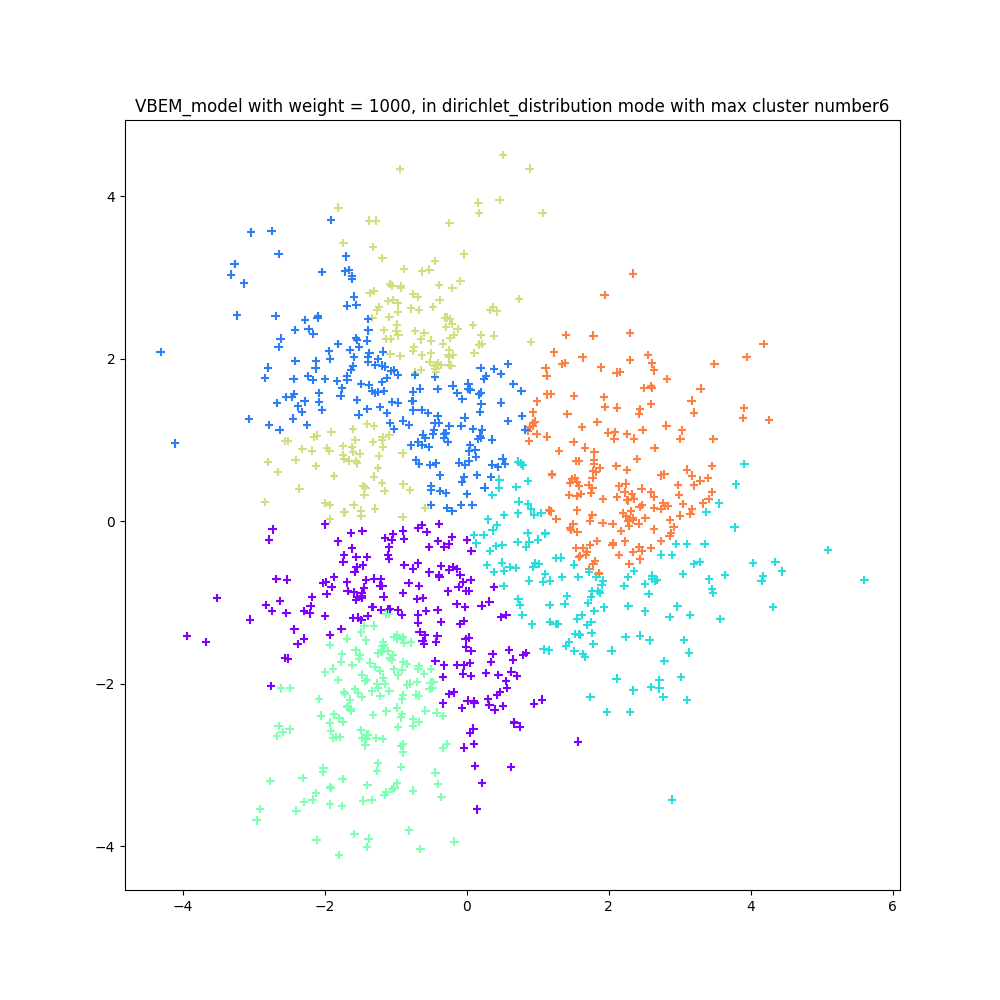 VBEM_model with weight = 1000, in dirichlet_distribution mode with max cluster number6
4
2
0
−2
−4
−4 −2 0 2 4 6